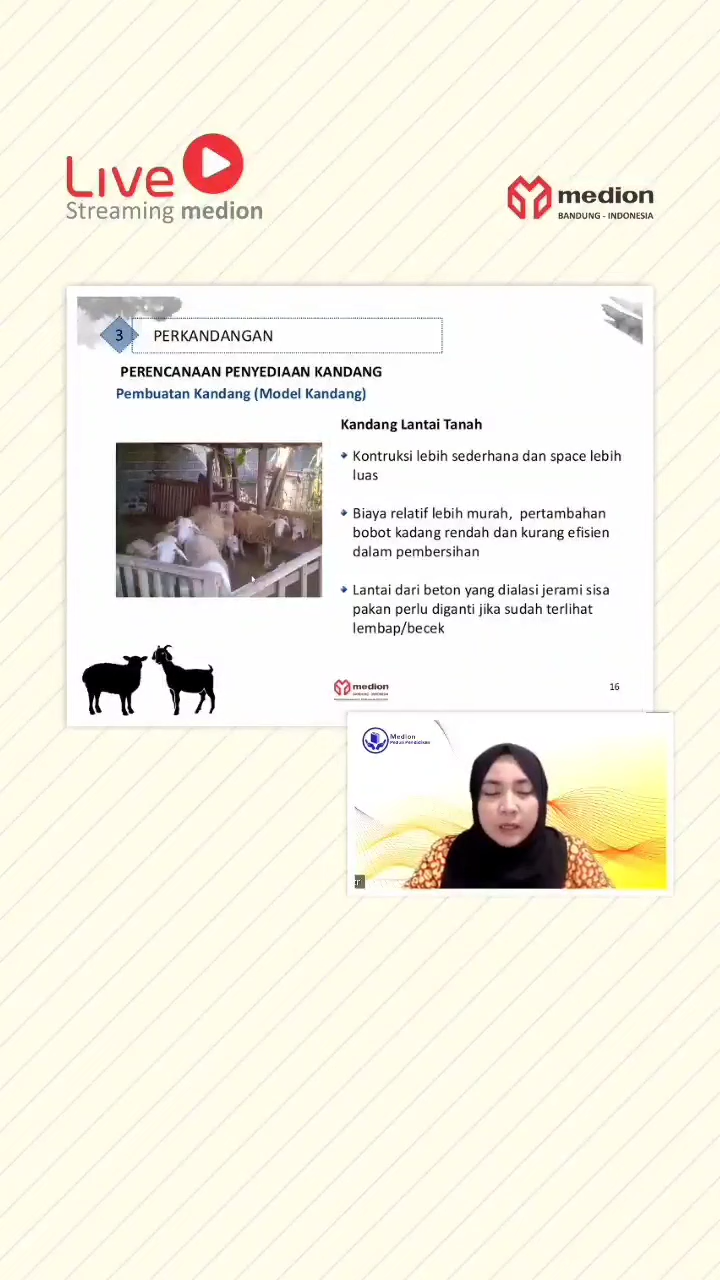 Live
Streaming medion
medion
BANDUNG - INDONESIA
3
PERKANDANGAN
PERENCANAAN PENYEDIAAN KANDANG
Pembuatan Kandang (Model Kandang)
Kandang Lantai Tanah
Kontruksi lebih sederhana dan space lebih
luas
Biaya relatif lebih murah, pertambahan
bobot kadang rendah dan kurang efisien
dalam pembersihan
Lantai dari beton yang dialasi jerami sisa
pakan perlu diganti jika sudah terlihat
lembap/becek
medion
16
Medion
Peduli Pendidikan